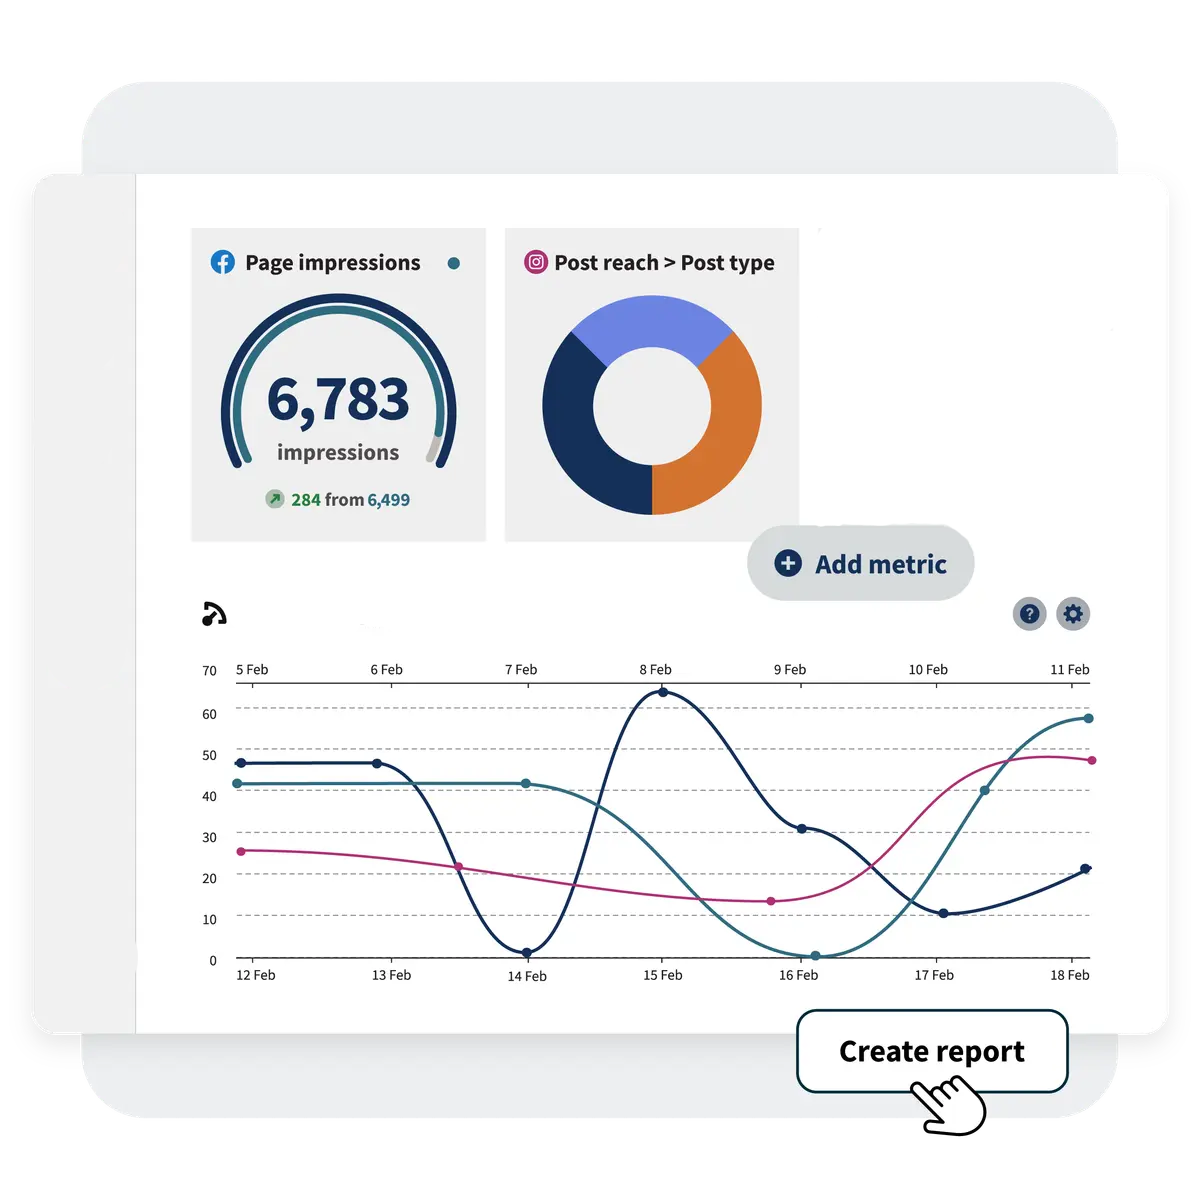 Page impressions
6,783
impressions
284 from 6,499
Post reach > Post type
Add metric
70 5 Feb 6 Feb 7 Feb 8 Feb 9 Feb 10 Feb 11 Feb
60
50
40
30
20
10
0
12 Feb 13 Feb 14 Feb 15 Feb 16 Feb 17 Feb 18 Feb
Create report